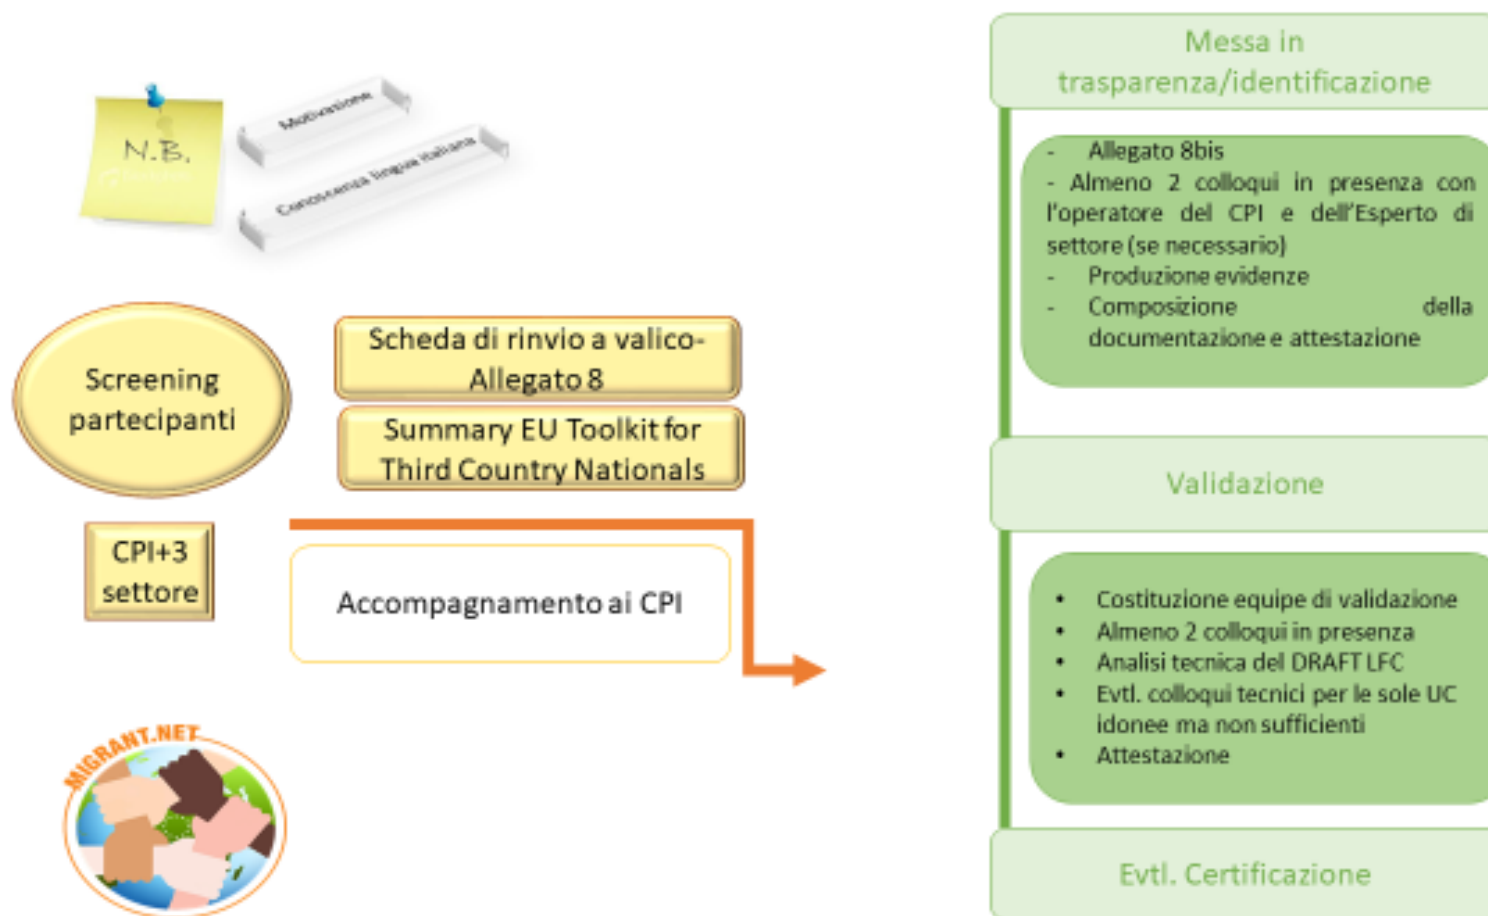 N.B.
Motivazione
Conoscenza lingua italiana
Screening
partecipanti
Scheda di rinvio a valico-
Allegato 8
Summary EU Toolkit for
Third Country Nationals
CPI+3
settore
Accompagnamento ai CPI
MIGRANT.NET
Messa in
trasparenza/identificazione
- Allegato 8bis
- Almeno 2 colloqui in presenza con
l'operatore del CPI e dell'Esperto di
settore (se necessario)
- Produzione evidenze
- Composizione della
documentazione e attestazione
Validazione
• Costituzione equipe di validazione
• Almeno 2 colloqui in presenza
• Analisi tecnica del DRAFT LFC
• Evtl. colloqui tecnici per le sole UC
idonee ma non sufficienti
• Attestazione
Evtl. Certificazione